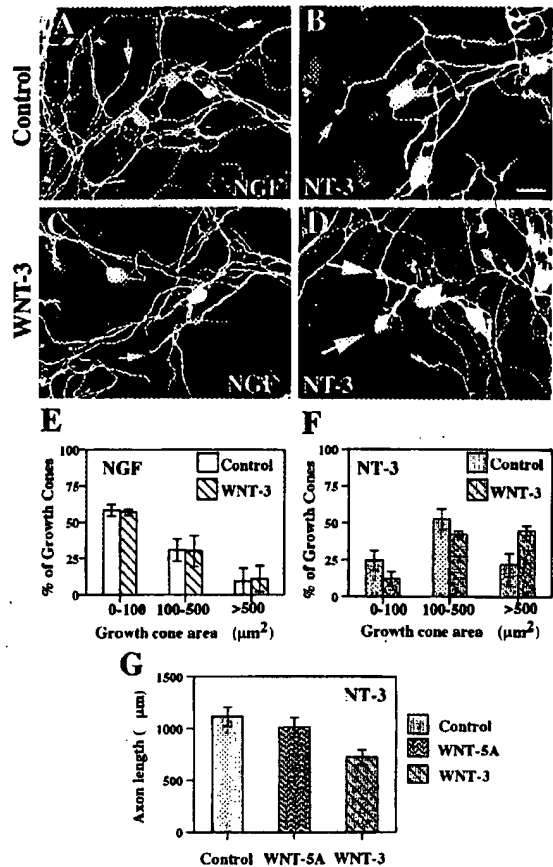 A
B
Control
NGF
NT-3
C
D
WNT-3
NGF
NT-3
E
F
100
75
50
25
0
% of Growth Cones
NGF
Control
WNT-3
0-100
100-500
>500
Growth cone area (μm²)
100
75
50
25
0
% of Growth Cones
NT-3
Control
WNT-3
0-100
100-500
>500
Growth cone area (μm²)
G
1500
1000
500
0
Axon length ( μm)
NT-3
Control
WNT-5A
WNT-3
Control WNT-5A WNT-3